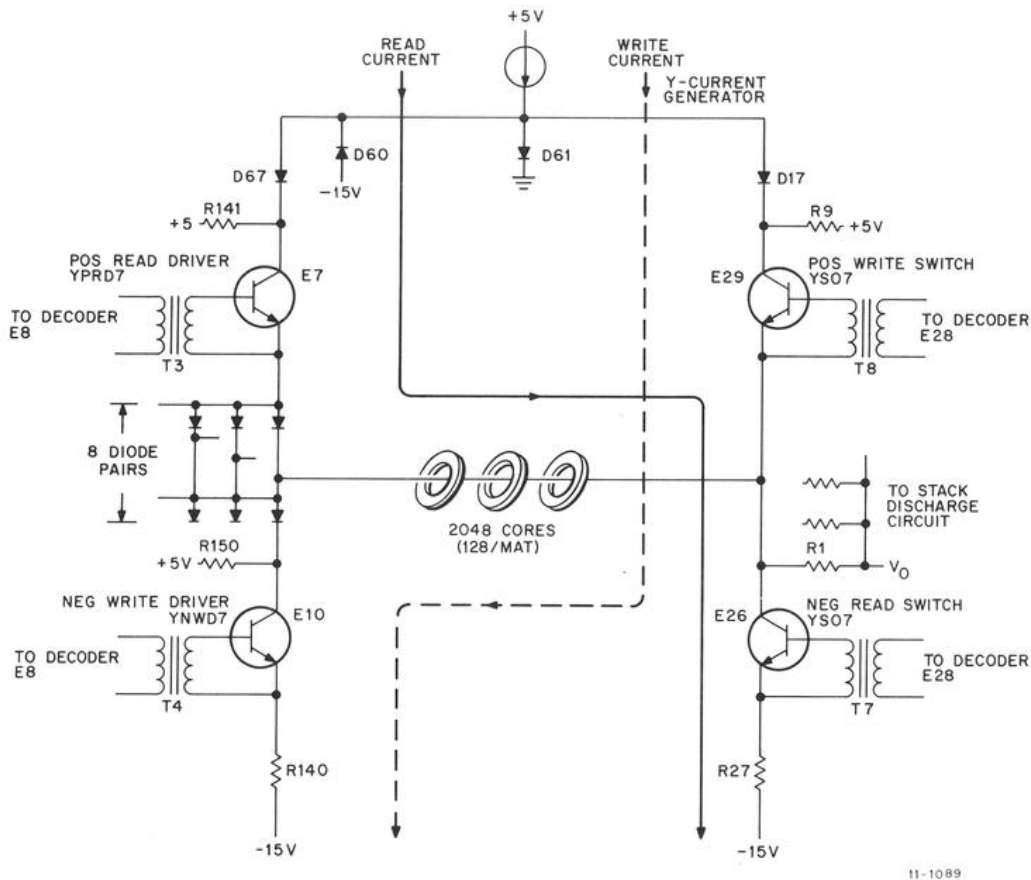 +5V
READ
CURRENT
WRITE
CURRENT
Y-CURRENT
GENERATOR
D60
D61
-15V
D67
D17
R141
+5
R9
+5V
POS READ DRIVER
YPRD7
E7
E29
POS WRITE SWITCH
YS07
TO DECODER
E8
TO DECODER
E28
T3
T8
8 DIODE
PAIRS
2048 CORES
(128/MAT)
TO STACK
DISCHARGE
CIRCUIT
R150
+5V
R1
V0
NEG WRITE DRIVER
YNWD7
E10
E26
NEG READ SWITCH
YS07
TO DECODER
E8
TO DECODER
E28
T4
T7
R140
R27
-15V
-15V
11-1089